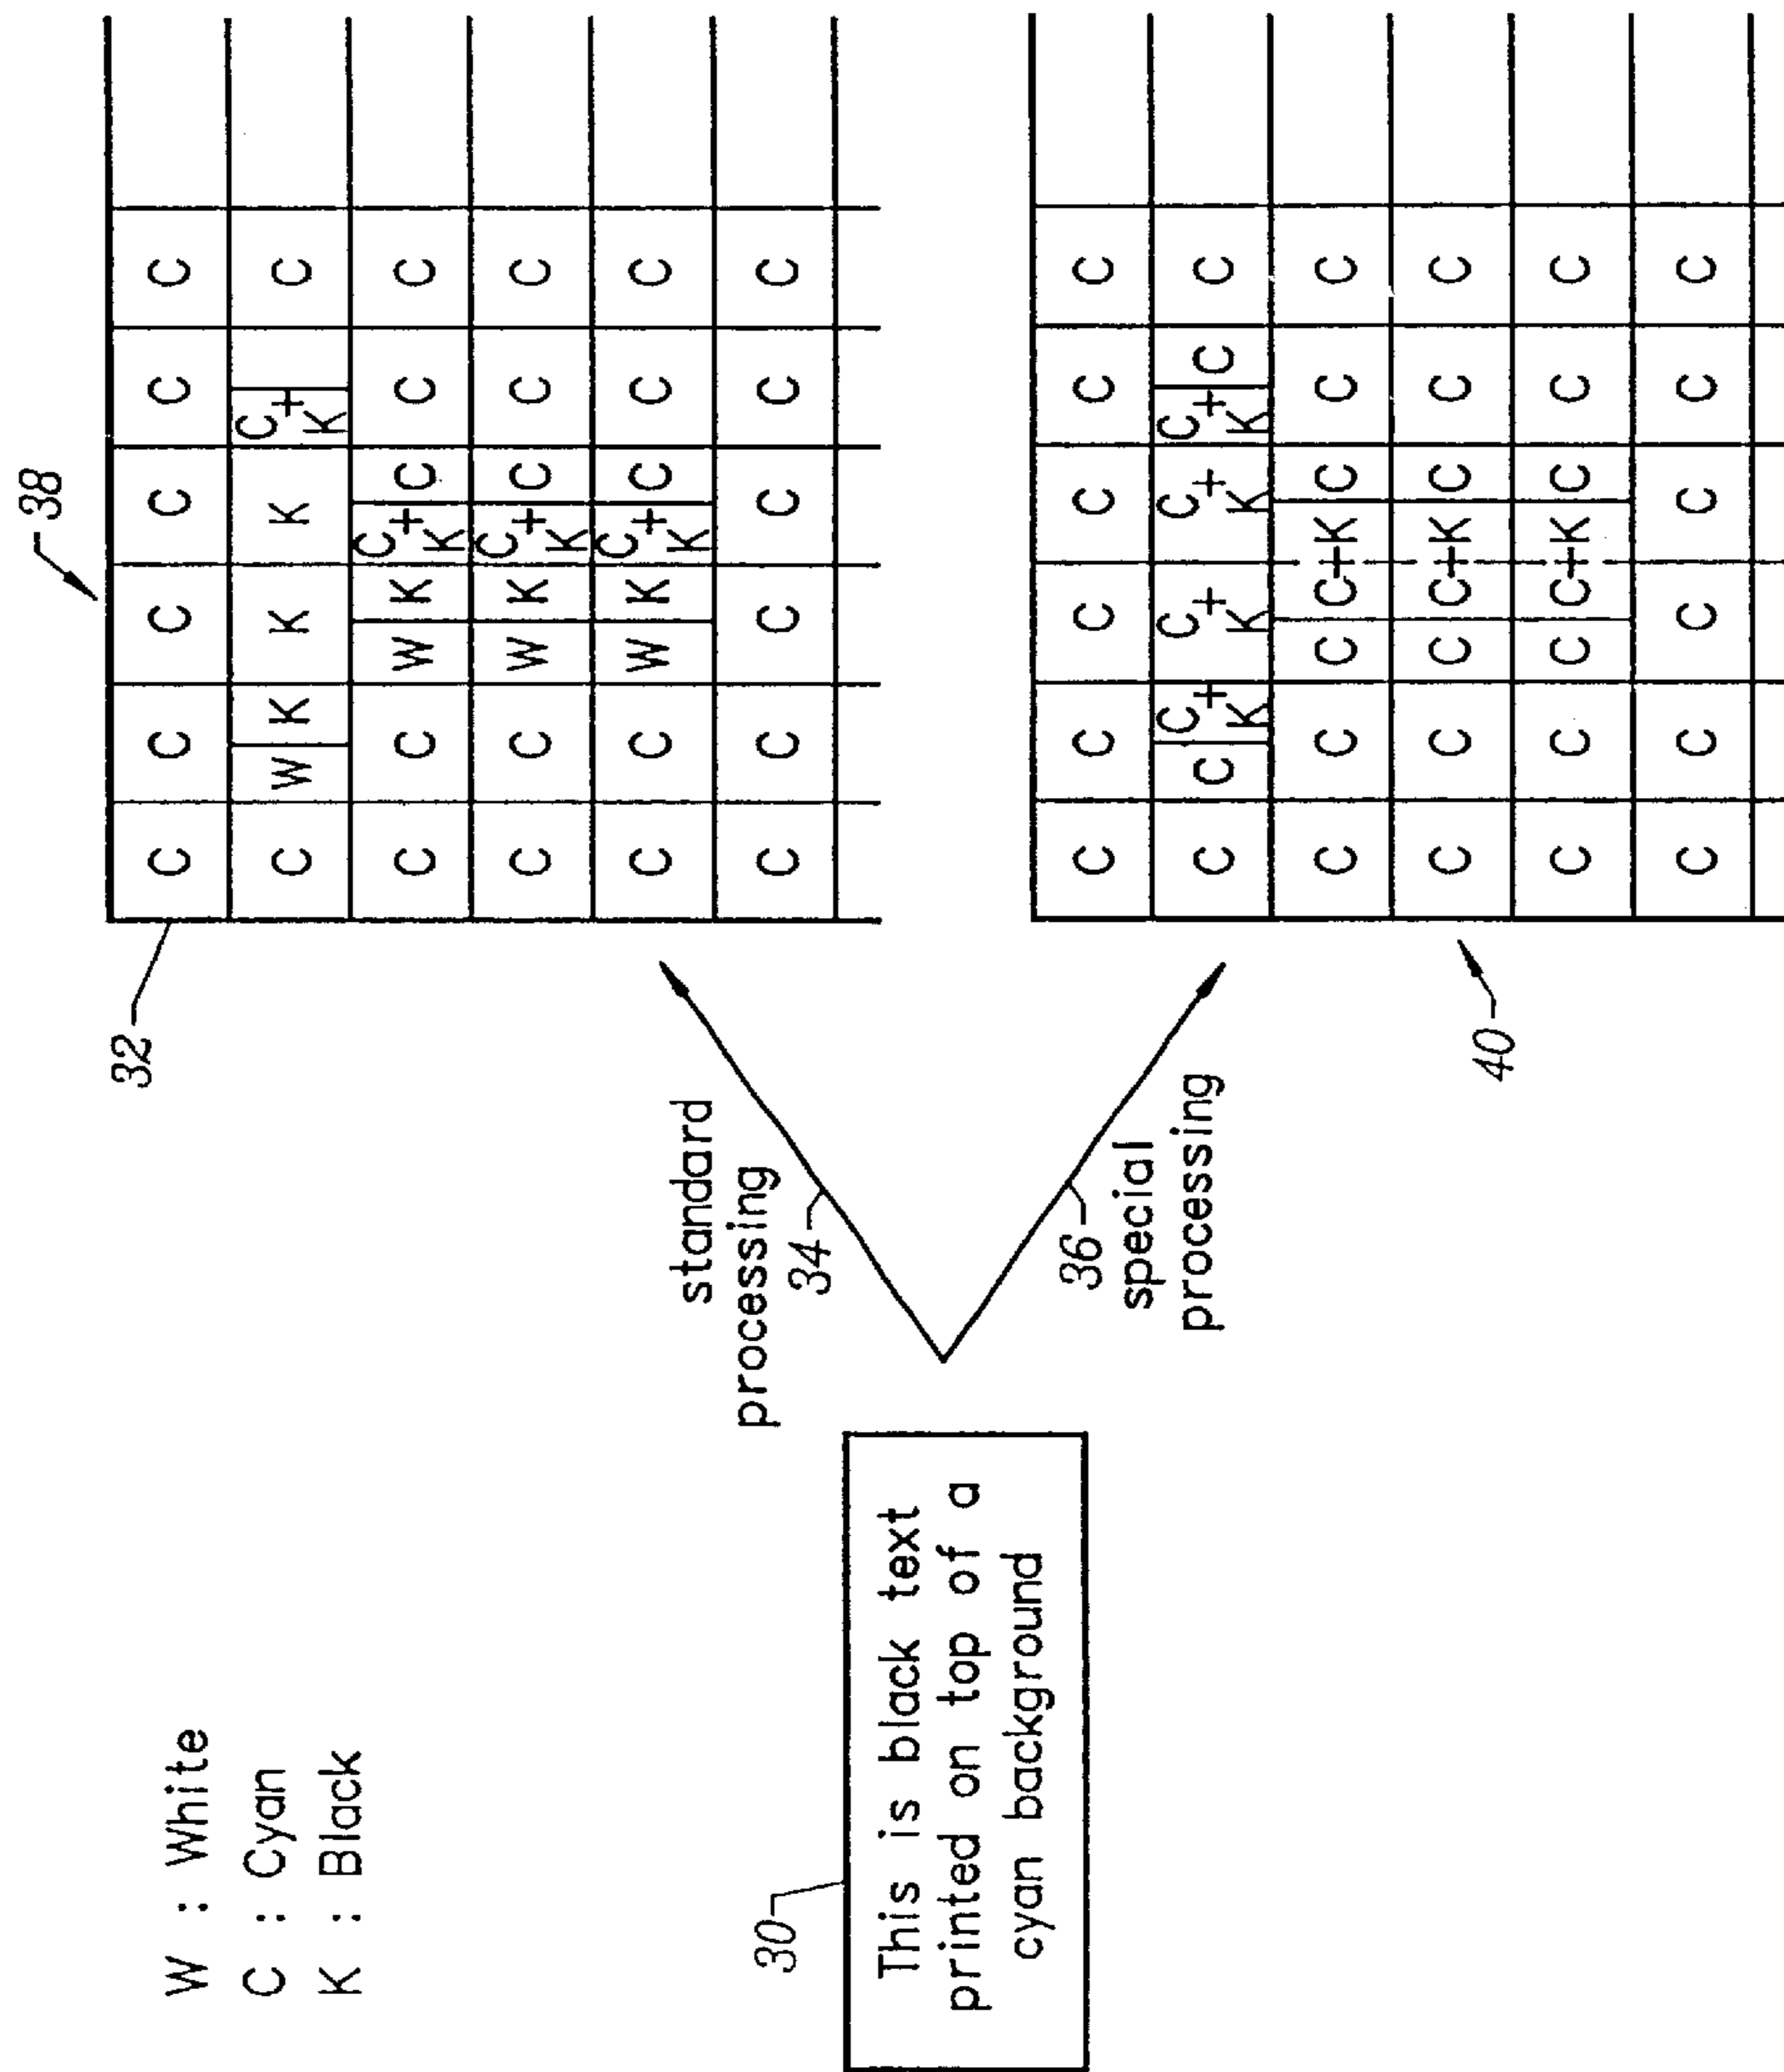 W : White
C : Cyan
K : Black
30
This is black text
printed on top of a
cyan background
standard
processing
34
36
special
processing
32
38
C C C C C C
C W K K K C+K C
C C W K C+K C C C
C C W K C+K C C C
C C W K C+K C C C
C C C C C C
40
C C C C C C
C C C+K C+K C+K C+K C C
C C C C+K C C C
C C C C+K C C C
C C C C+K C C C
C C C C C C